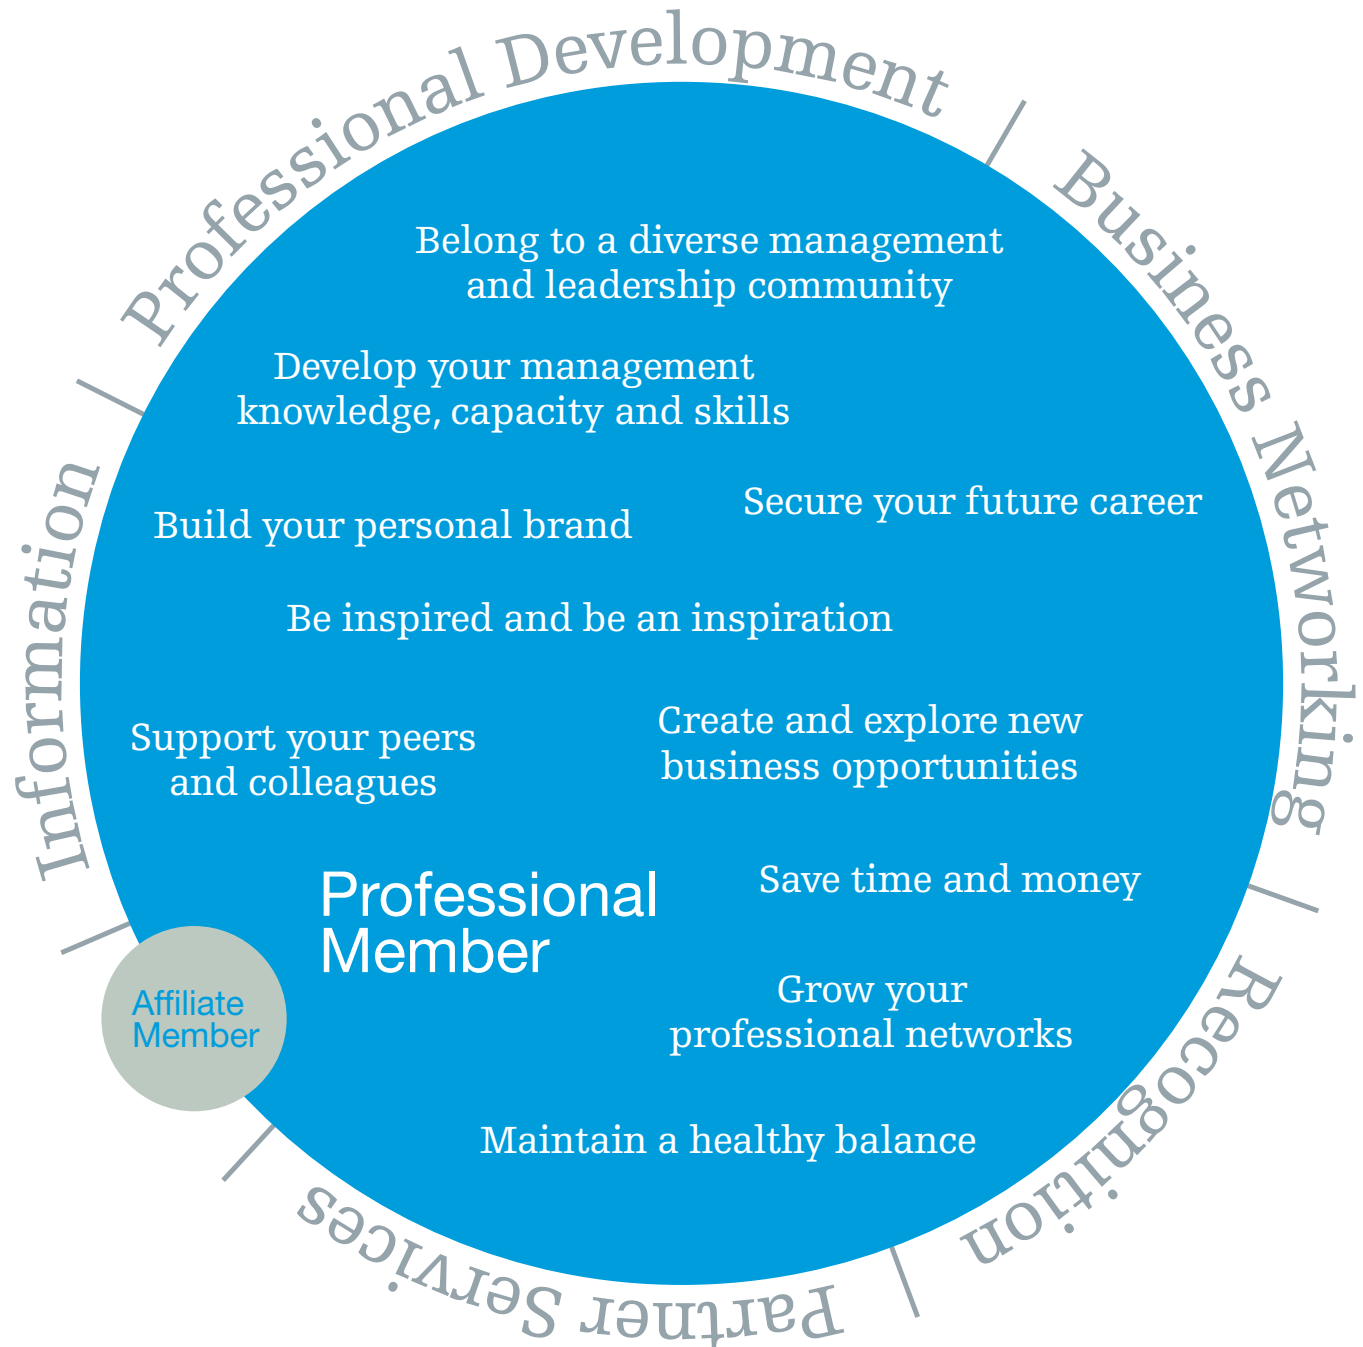 Professional Development
Business Networking
Recognition
Partner Services
Information
Belong to a diverse management
and leadership community
Develop your management
knowledge, capacity and skills
Secure your future career
Build your personal brand
Be inspired and be an inspiration
Create and explore new
business opportunities
Support your peers
and colleagues
Professional
Member
Save time and money
Affiliate
Member
Grow your
professional networks
Maintain a healthy balance